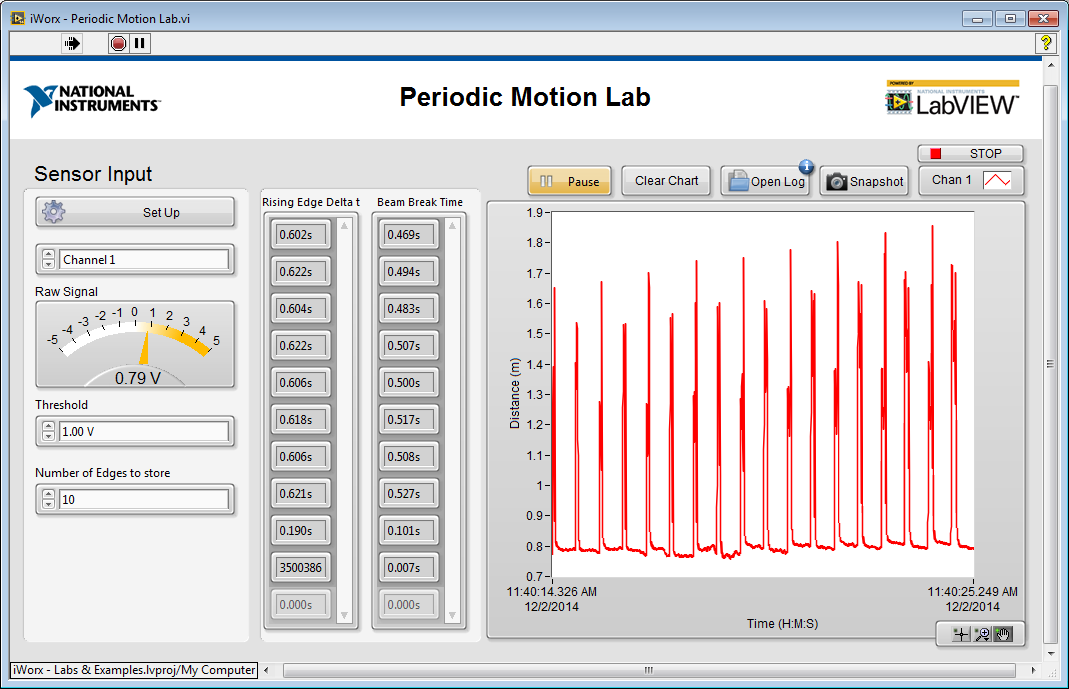 iWorx - Periodic Motion Lab.vi
?
NATIONAL INSTRUMENTS™
Periodic Motion Lab
POWERED BY
NATIONAL INSTRUMENTS
LabVIEW™
STOP
Sensor Input
Pause
Clear Chart
Open Log
i
Snapshot
Chan 1
Set Up
Channel 1
Raw Signal
-5 -4 -3 -2 -1 0 1 2 3 4 5
0.79 V
Threshold
1.00 V
Number of Edges to store
10
Rising Edge Delta t
0.602s
0.622s
0.604s
0.622s
0.606s
0.618s
0.606s
0.621s
0.190s
3500386
0.000s
Beam Break Time
0.469s
0.494s
0.483s
0.507s
0.500s
0.517s
0.508s
0.527s
0.101s
0.007s
0.000s
Distance (m)
1.9
1.8
1.7
1.6
1.5
1.4
1.3
1.2
1.1
1
0.9
0.8
0.7
11:40:14.326 AM
12/2/2014
11:40:25.249 AM
12/2/2014
Time (H:M:S)
iWorx - Labs & Examples.lvproj/My Computer